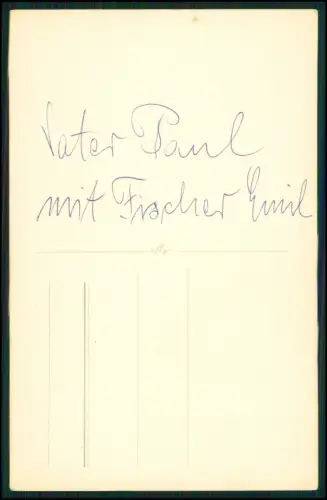 Vater Paul
mit Fischer Emil